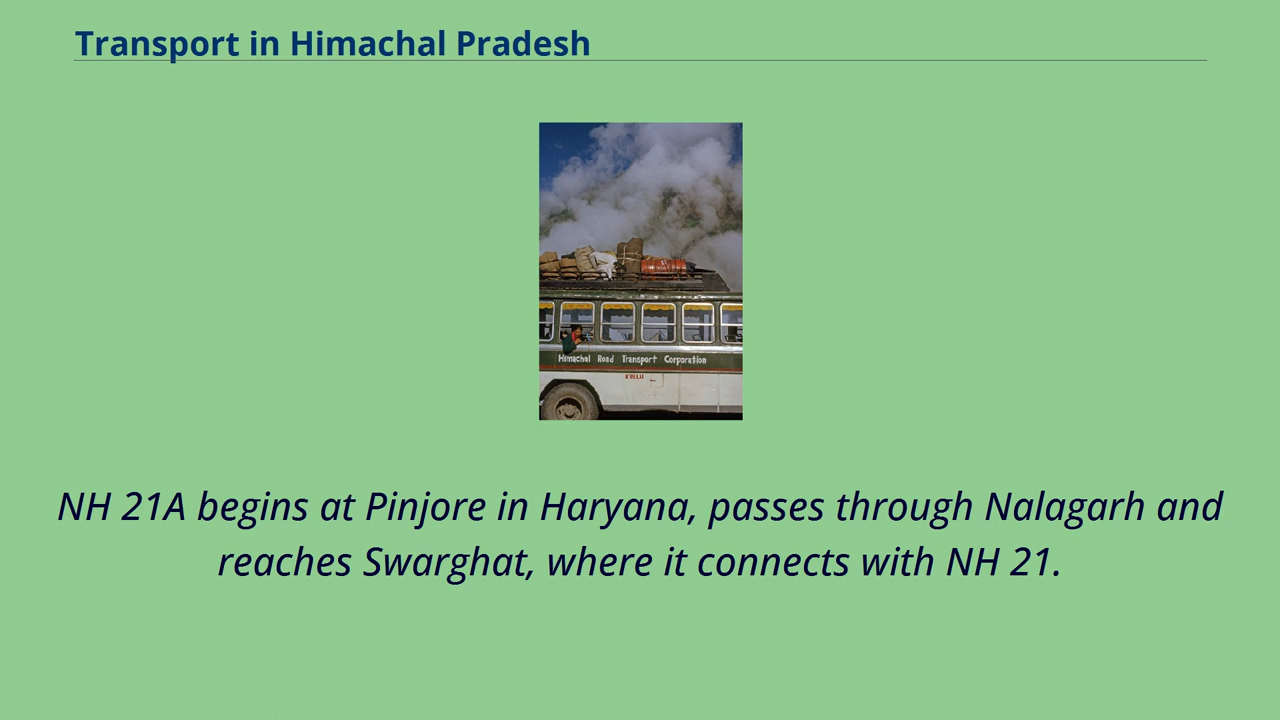 Transport in Himachal Pradesh
Himachal Road Transport Corporation
KULLU
NH 21A begins at Pinjore in Haryana, passes through Nalagarh and
reaches Swarghat, where it connects with NH 21.